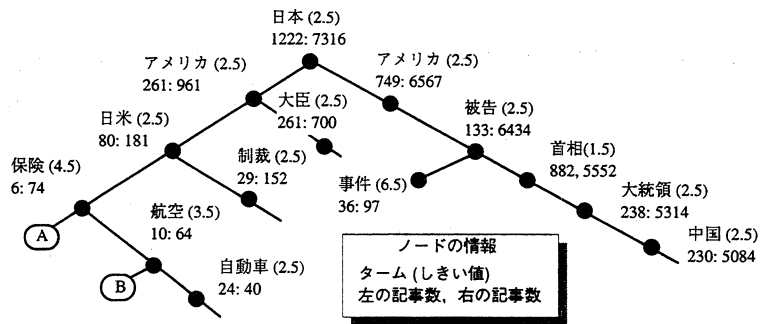 日本 (2.5)
1222: 7316
アメリカ (2.5)
261: 961
アメリカ (2.5)
749: 6567
大臣 (2.5)
261: 700
被告 (2.5)
133: 6434
日米 (2.5)
80: 181
首相(1.5)
882, 5552
制裁 (2.5)
29: 152
保険 (4.5)
6: 74
事件 (6.5)
36: 97
大統領 (2.5)
238: 5314
航空 (3.5)
10: 64
中国 (2.5)
230: 5084
A
自動車 (2.5)
24: 40
B
ノードの情報
ターム (しきい値)
左の記事数, 右の記事数